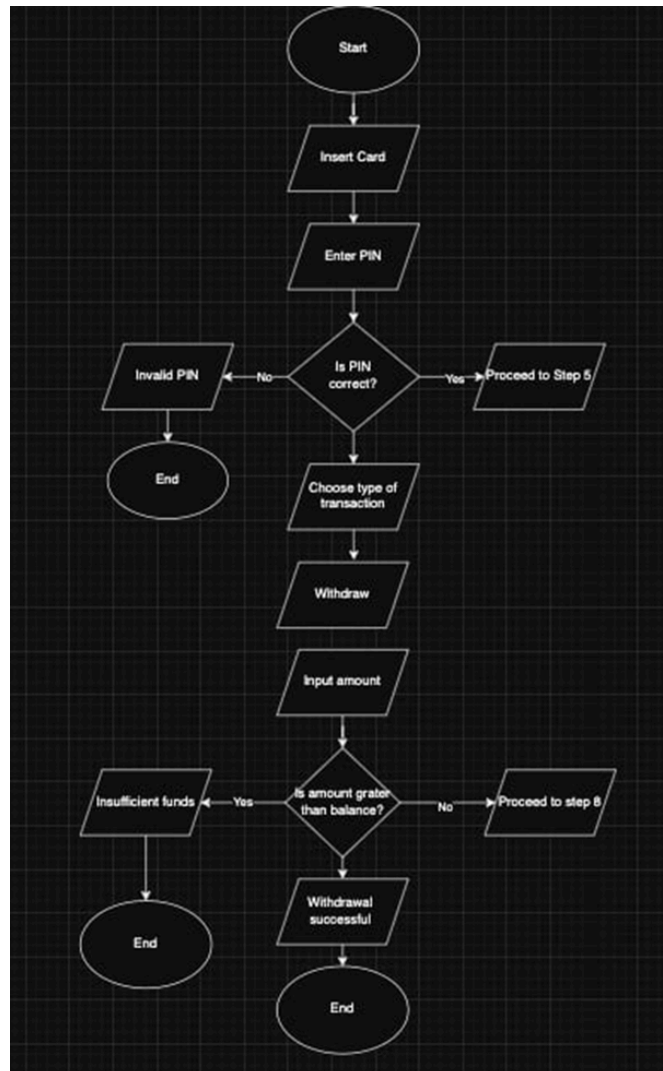 Start
Insert Card
Enter PIN
Is PIN
correct?
No
Invalid PIN
Yes
Proceed to Step 5
End
Choose type of
transaction
Withdraw
Input amount
Is amount grater
than balance?
Yes
Insufficient funds
No
Proceed to step 8
End
Withdrawal
successful
End